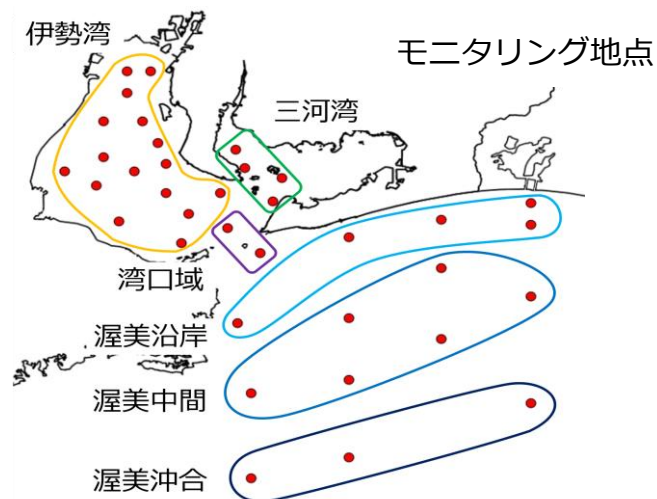 伊勢湾
モニタリング地点
三河湾
湾口域
渥美沿岸
渥美中間
渥美沖合